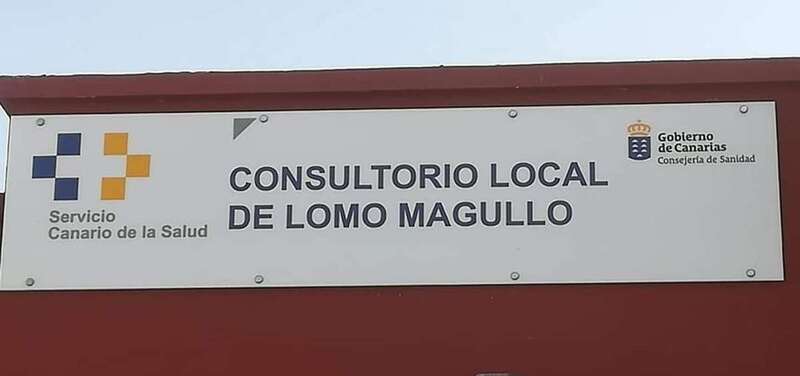 Servicio
Canario de la Salud
CONSULTORIO LOCAL
DE LOMO MAGULLO
Gobierno
de Canarias
Consejería de Sanidad